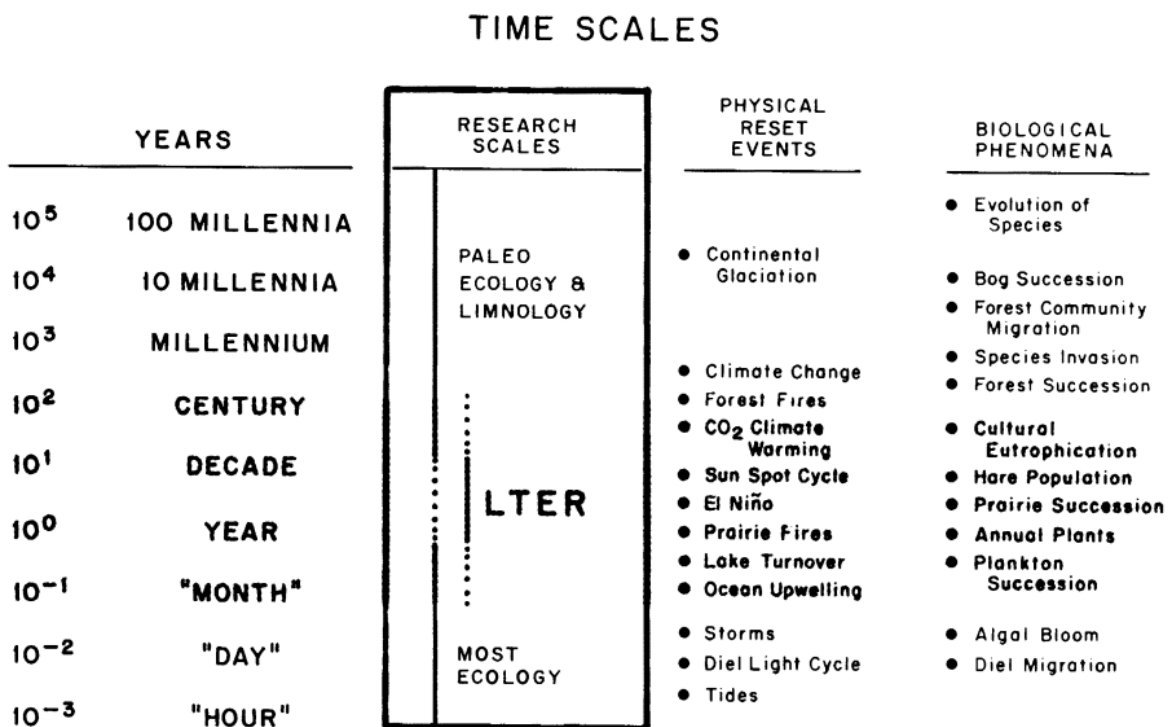 TIME SCALES
YEARS
10⁵ 100 MILLENNIA
10⁴ 10 MILLENNIA
10³ MILLENNIUM
10² CENTURY
10¹ DECADE
10⁰ YEAR
10⁻¹ "MONTH"
10⁻² "DAY"
10⁻³ "HOUR"
RESEARCH
SCALES
PALEO
ECOLOGY &
LIMNOLOGY
LTER
MOST
ECOLOGY
PHYSICAL
RESET
EVENTS
• Continental
Glaciation
• Climate Change
• Forest Fires
• CO₂ Climate
Warming
• Sun Spot Cycle
• El Niño
• Prairie Fires
• Lake Turnover
• Ocean Upwelling
• Storms
• Diel Light Cycle
• Tides
BIOLOGICAL
PHENOMENA
• Evolution of
Species
• Bog Succession
• Forest Community
Migration
• Species Invasion
• Forest Succession
• Cultural
Eutrophication
• Hare Population
• Prairie Succession
• Annual Plants
• Plankton
Succession
• Algal Bloom
• Diel Migration